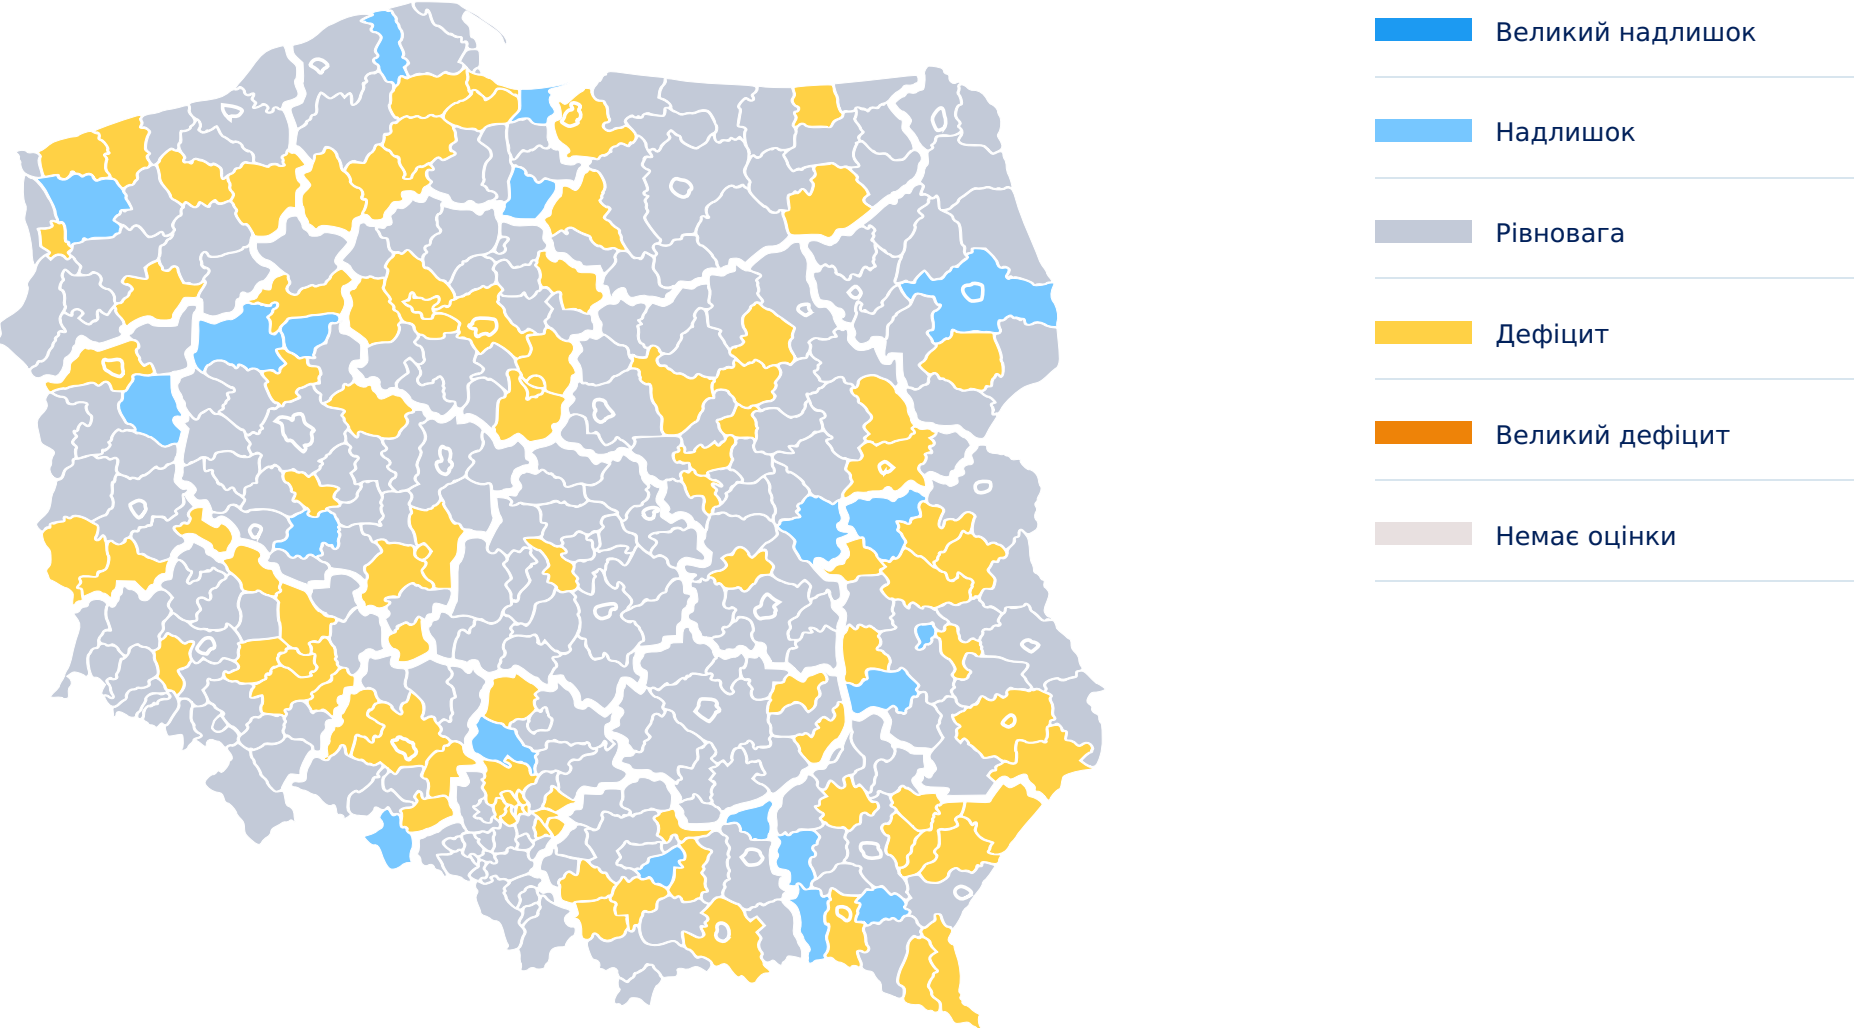 Великий надлишок
Надлишок
Рівновага
Дефіцит
Великий дефіцит
Немає оцінки